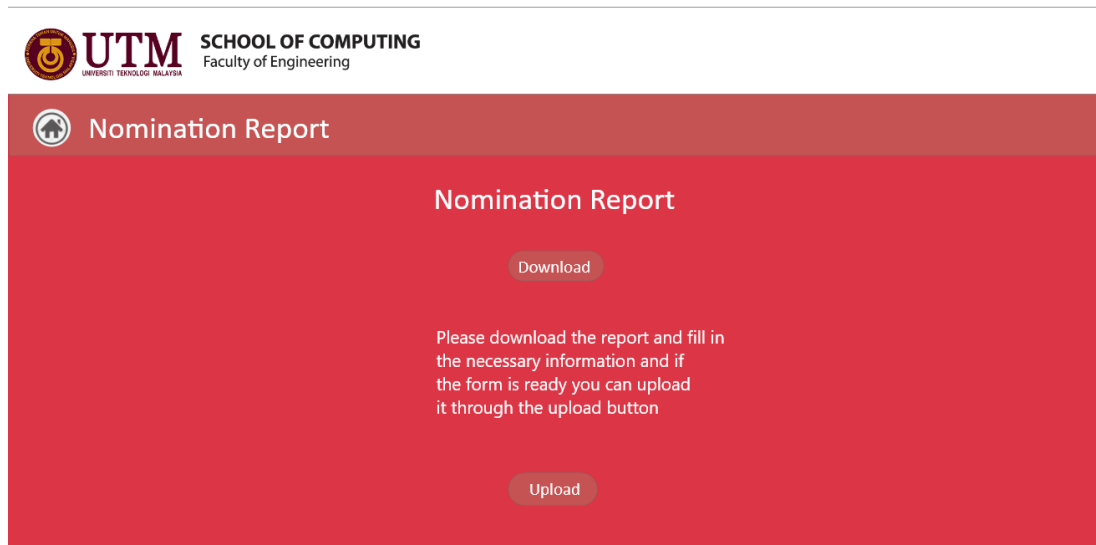 UTM
UNIVERSITI TEKNOLOGI MALAYSIA
SCHOOL OF COMPUTING
Faculty of Engineering
Nomination Report
Nomination Report
Download
Please download the report and fill in
the necessary information and if
the form is ready you can upload
it through the upload button
Upload